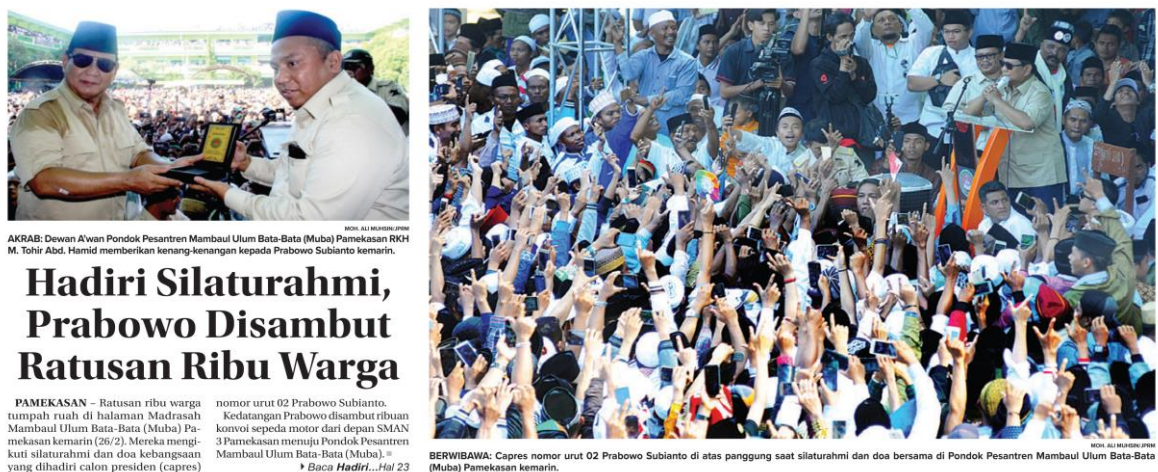 MOH. ALI MUHSIN/JPRM
AKRAB: Dewan A'wan Pondok Pesantren Mambaul Ulum Bata-Bata (Muba) Pamekasan RKH
M. Tohir Abd. Hamid memberikan kenang-kenangan kepada Prabowo Subianto kemarin.
Hadiri Silaturahmi,
Prabowo Disambut
Ratusan Ribu Warga
PAMEKASAN – Ratusan ribu warga
tumpah ruah di halaman Madrasah
Mambaul Ulum Bata-Bata (Muba) Pa-
mekasan kemarin (26/2). Mereka mengi-
kuti silaturahmi dan doa kebangsaan
yang dihadiri calon presiden (capres)
nomor urut 02 Prabowo Subianto.
Kedatangan Prabowo disambut ribuan
konvoi sepeda motor dari depan SMAN
3 Pamekasan menuju Pondok Pesantren
Mambaul Ulum Bata-Bata (Muba).
Baca Hadiri...Hal 23
MOH. ALI MUHSIN/JPRM
BERWIBAWA: Capres nomor urut 02 Prabowo Subianto di atas panggung saat silaturahmi dan doa bersama di Pondok Pesantren Mambaul Ulum Bata-Bata
(Muba) Pamekasan kemarin.